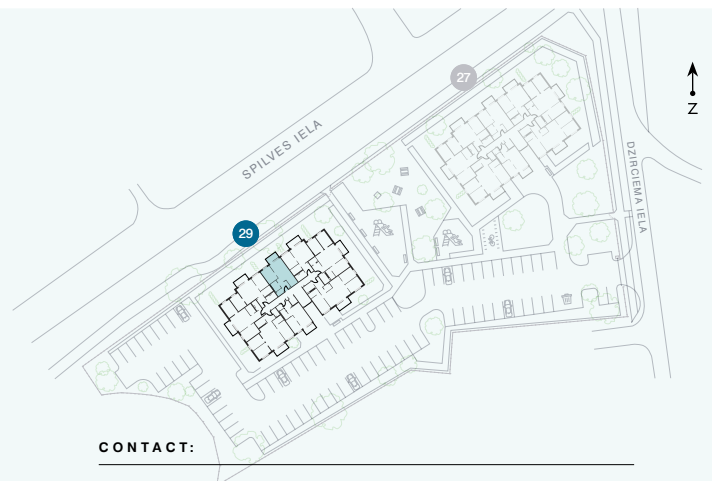 27
Z
SPILVES IELA
DZIRCIEMA IELA
29
CONTACT: